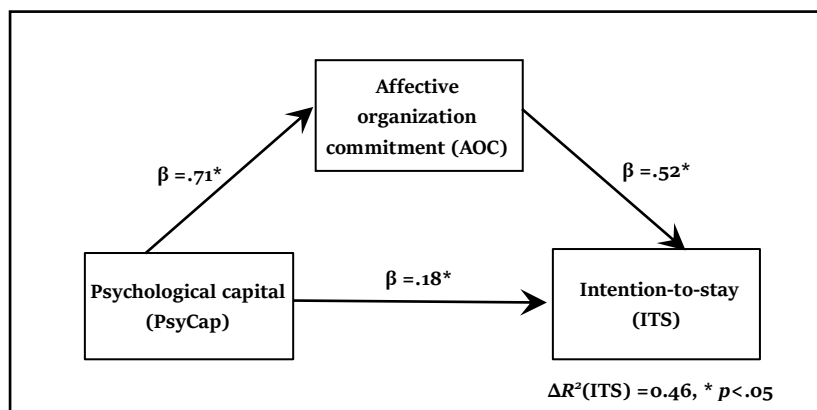 Affective
organization
commitment (AOC)
β =.71*
β =.52*
Psychological capital
(PsyCap)
β =.18*
Intention-to-stay
(ITS)
ΔR²(ITS) =0.46, * p<.05